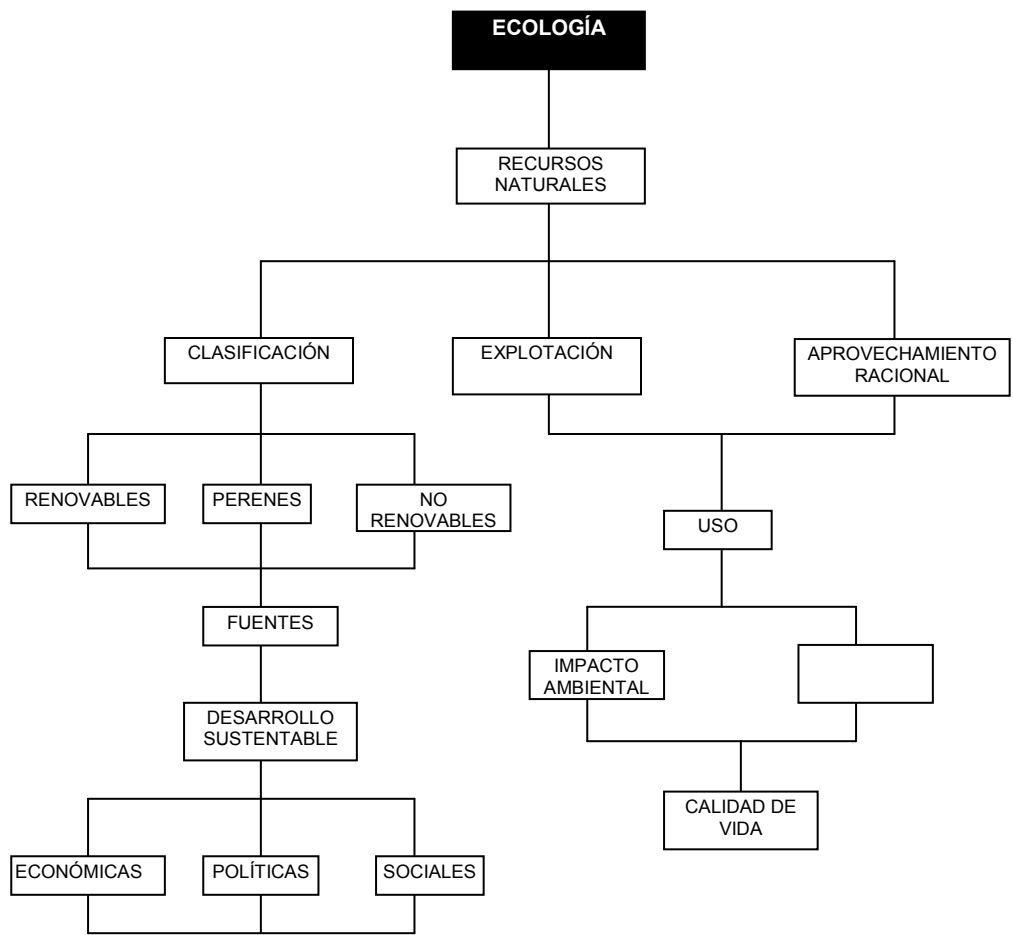 ECOLOGÍA
RECURSOS
NATURALES
CLASIFICACIÓN
EXPLOTACIÓN
APROVECHAMIENTO
RACIONAL
RENOVABLES
PERENES
NO
RENOVABLES
USO
FUENTES
IMPACTO
AMBIENTAL
DESARROLLO
SUSTENTABLE
CALIDAD DE
VIDA
ECONÓMICAS
POLÍTICAS
SOCIALES